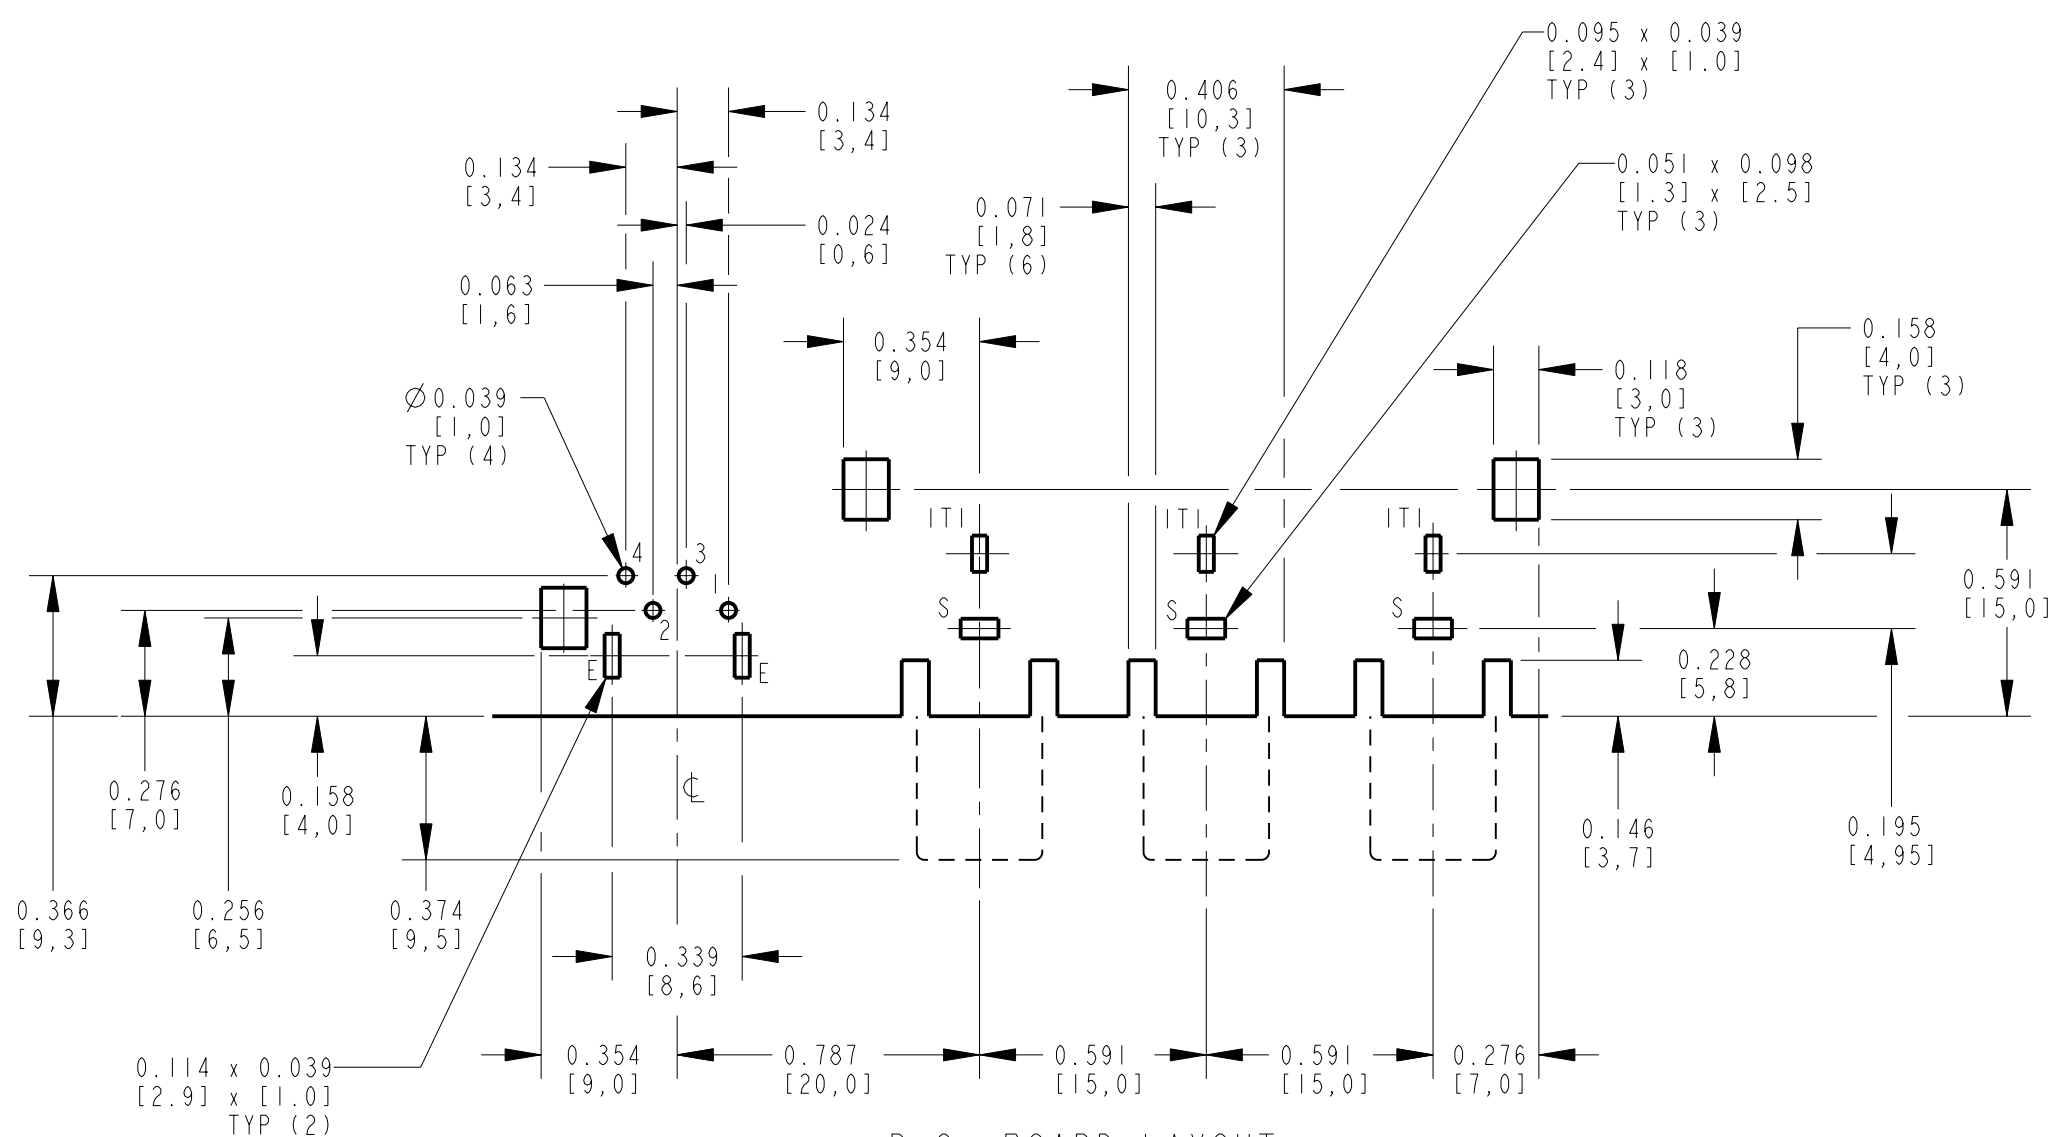 0.095 x 0.039
[2.4] x [1.0]
TYP (3)
0.406
[10,3]
TYP (3)
0.134
[3,4]
0.134
[3,4]
0.051 x 0.098
[1.3] x [2.5]
TYP (3)
0.071
[1,8]
TYP (6)
0.024
[0,6]
0.063
[1,6]
0.354
[9,0]
0.158
[4,0]
TYP (3)
0.118
[3,0]
TYP (3)
Ø0.039
[1,0]
TYP (4)
1T1
1T1
1T1
4
3
1
2
S
S
S
E
E
0.591
[15,0]
0.228
[5,8]
0.276
[7,0]
0.158
[4,0]
℄
0.146
[3,7]
0.195
[4,95]
0.366
[9,3]
0.256
[6,5]
0.374
[9,5]
0.339
[8,6]
0.354
[9,0]
0.787
[20,0]
0.591
[15,0]
0.591
[15,0]
0.276
[7,0]
0.114 x 0.039
[2.9] x [1.0]
TYP (2)